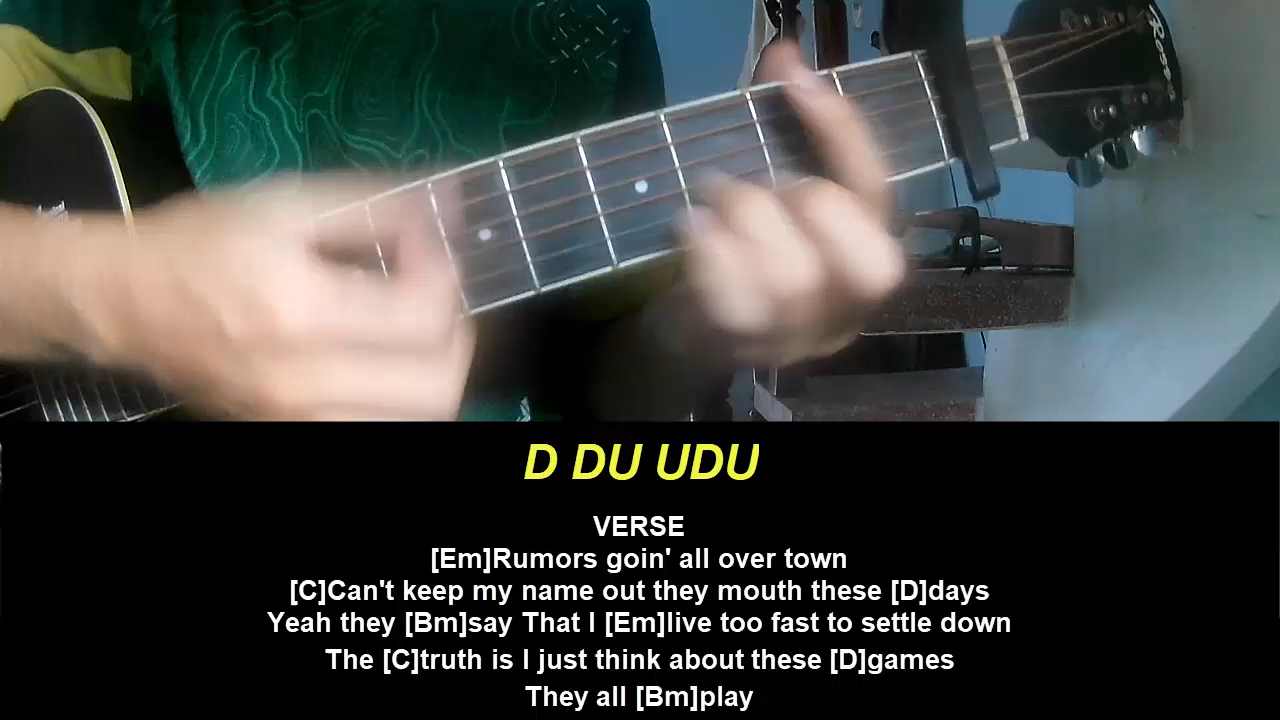 D DU UDU
VERSE
[Em]Rumors goin' all over town
[C]Can't keep my name out they mouth these [D]days
Yeah they [Bm]say That I [Em]live too fast to settle down
The [C]truth is I just think about these [D]games
They all [Bm]play